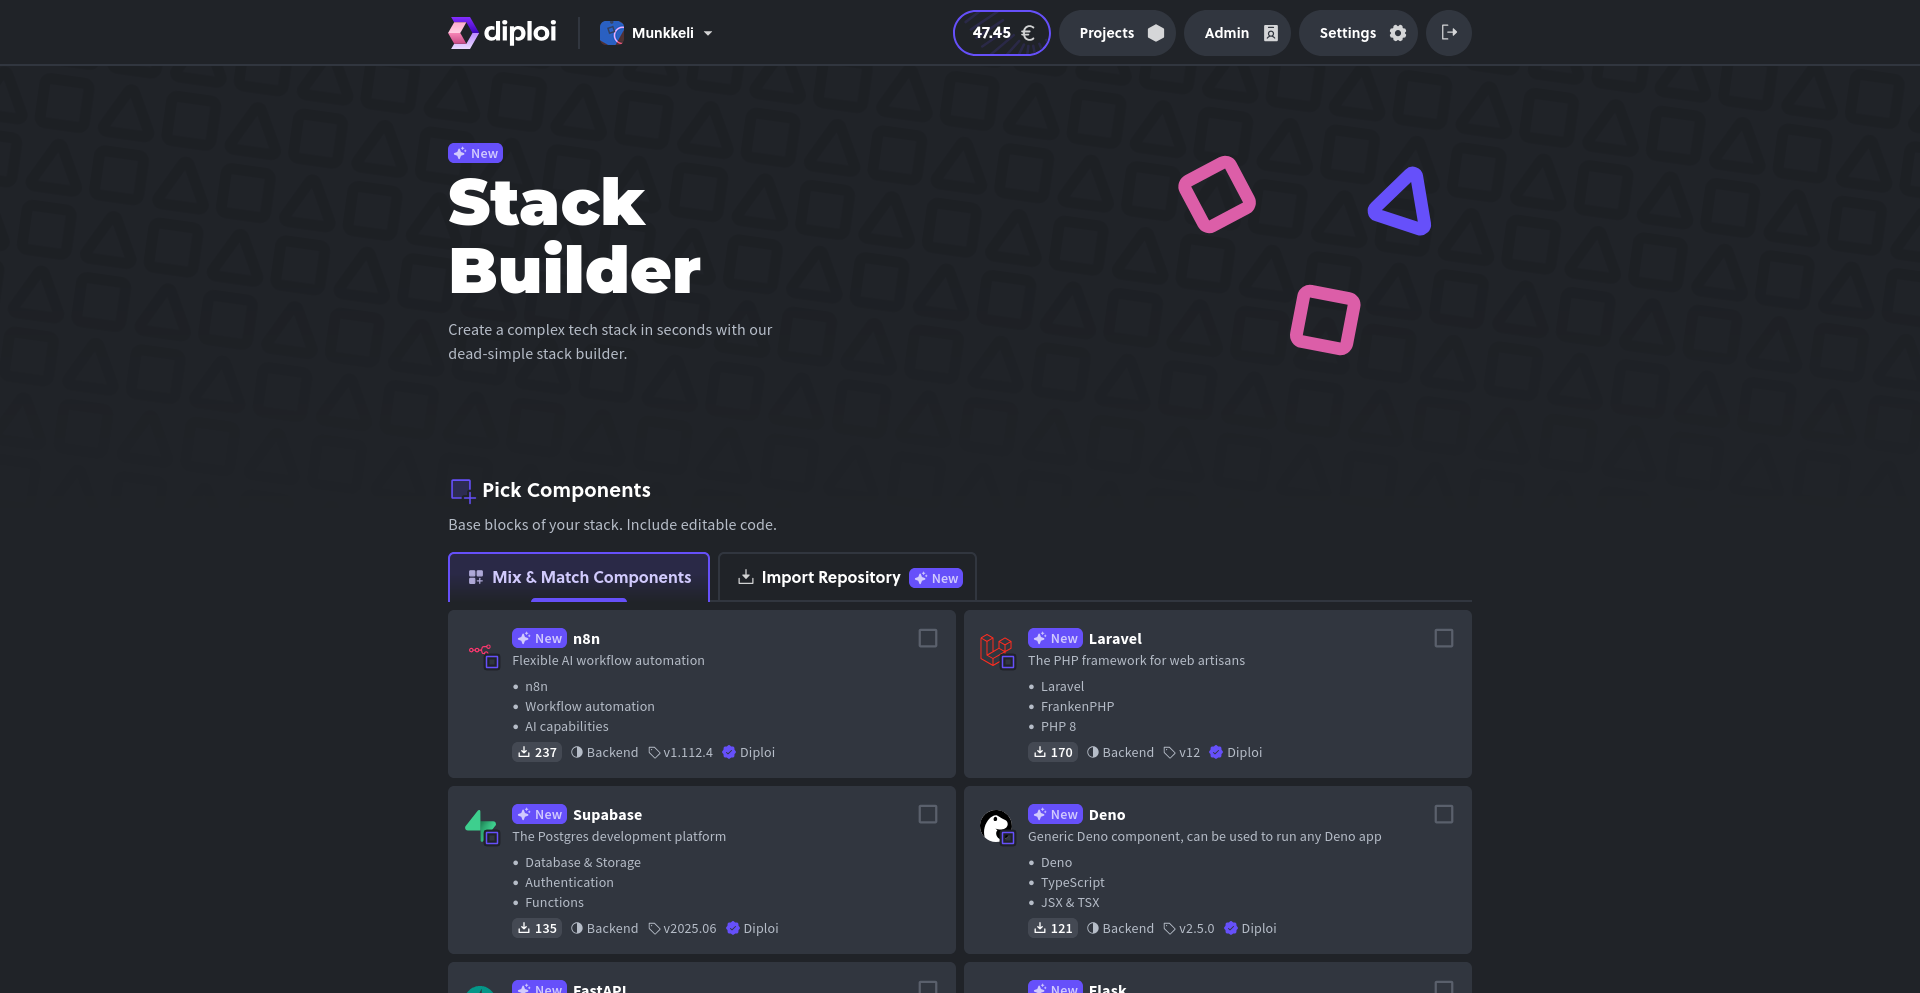 diploi
Munkkeli
47.45 €
Projects
Admin
Settings
New
Stack
Builder
Create a complex tech stack in seconds with our
dead-simple stack builder.
Pick Components
Base blocks of your stack. Include editable code.
Mix & Match Components
Import Repository New
New n8n
Flexible AI workflow automation
• n8n
• Workflow automation
• AI capabilities
237 Backend v1.112.4 Diploi
New Laravel
The PHP framework for web artisans
• Laravel
• FrankenPHP
• PHP 8
170 Backend v12 Diploi
New Supabase
The Postgres development platform
• Database & Storage
• Authentication
• Functions
135 Backend v2025.06 Diploi
New Deno
Generic Deno component, can be used to run any Deno app
• Deno
• TypeScript
• JSX & TSX
121 Backend v2.5.0 Diploi
New FastAPI
New Flask